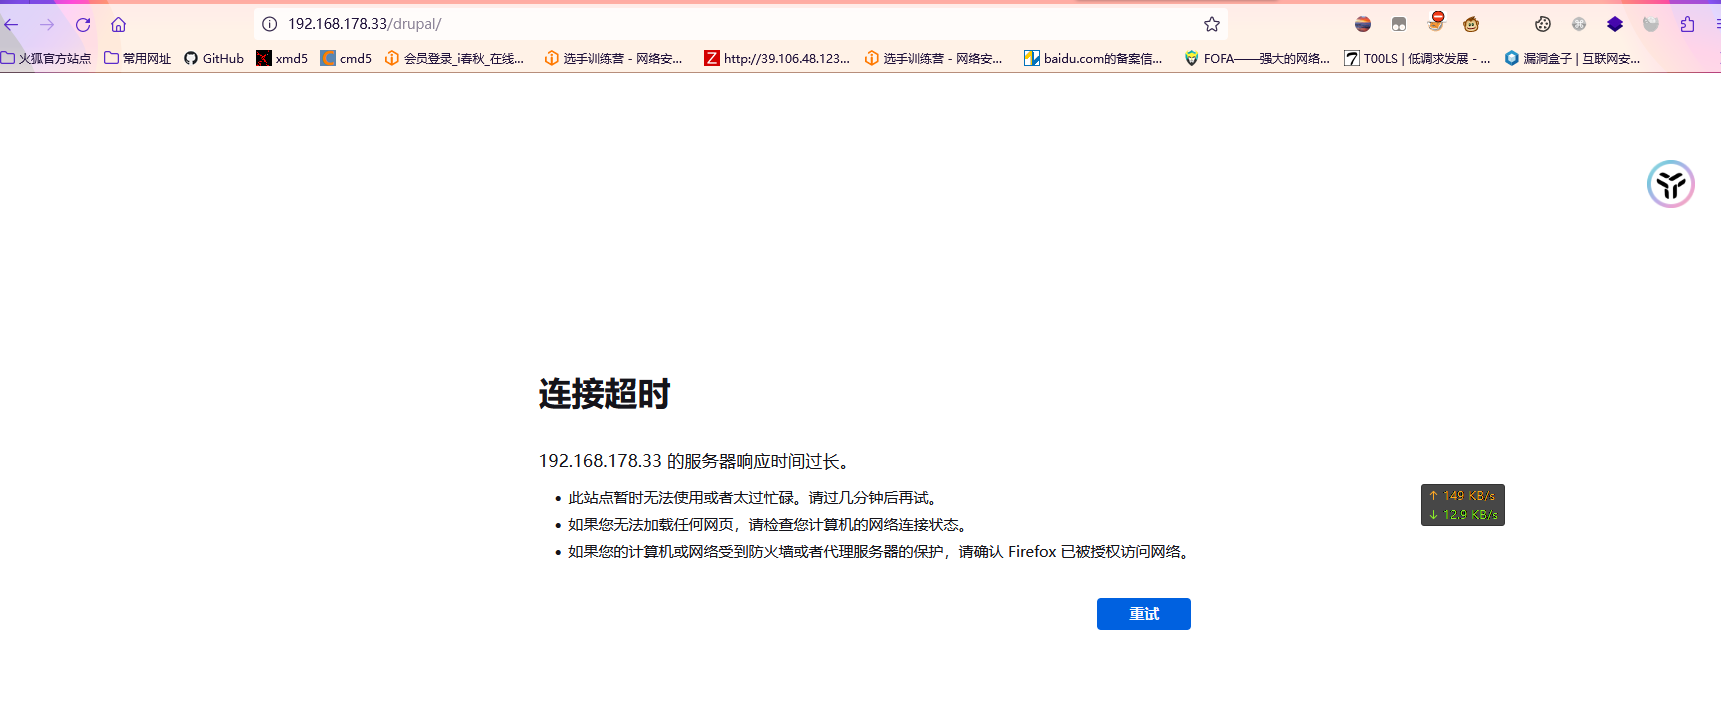 192.168.178.33/drupal/
火狐官方站点 常用网址 GitHub xmd5 cmd5 会员登录_i春秋_在线... 选手训练营 - 网络安... http://39.106.48.123... 选手训练营 - 网络安... baidu.com的备案信... FOFA——强大的网络... T00LS | 低调求发展 - ... 漏洞盒子 | 互联网安...
连接超时
192.168.178.33 的服务器响应时间过长。
此站点暂时无法使用或者太过忙碌。请过几分钟后再试。
↑ 149 KB/s
↓ 12.9 KB/s
如果您无法加载任何网页，请检查您计算机的网络连接状态。
如果您的计算机或网络受到防火墙或者代理服务器的保护，请确认 Firefox 已被授权访问网络。
重试